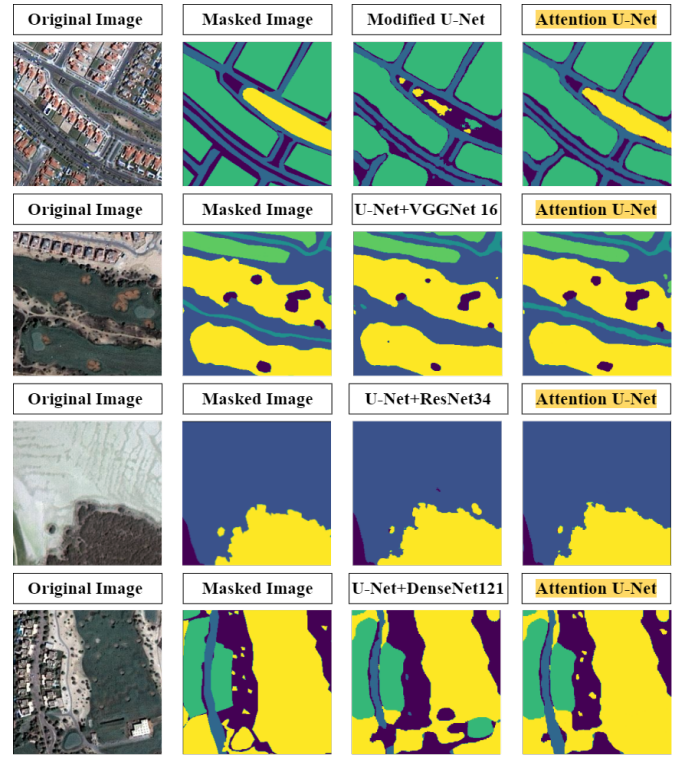 Original Image
Masked Image
Modified U-Net
Attention U-Net
Original Image
Masked Image
U-Net+VGGNet 16
Attention U-Net
Original Image
Masked Image
U-Net+ResNet34
Attention U-Net
Original Image
Masked Image
U-Net+DenseNet121
Attention U-Net